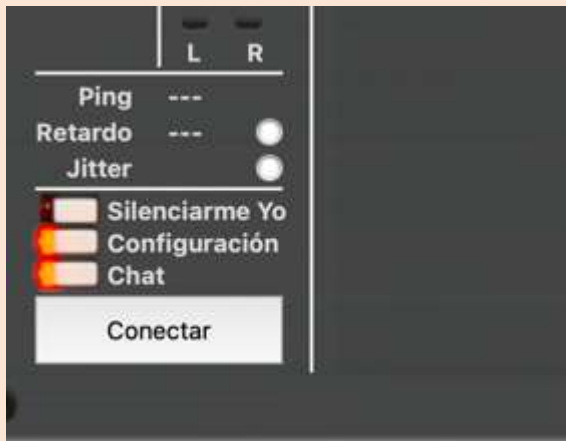 L R
Ping ---
Retardo ---
Jitter
Silenciarme Yo
Configuración
Chat
Conectar